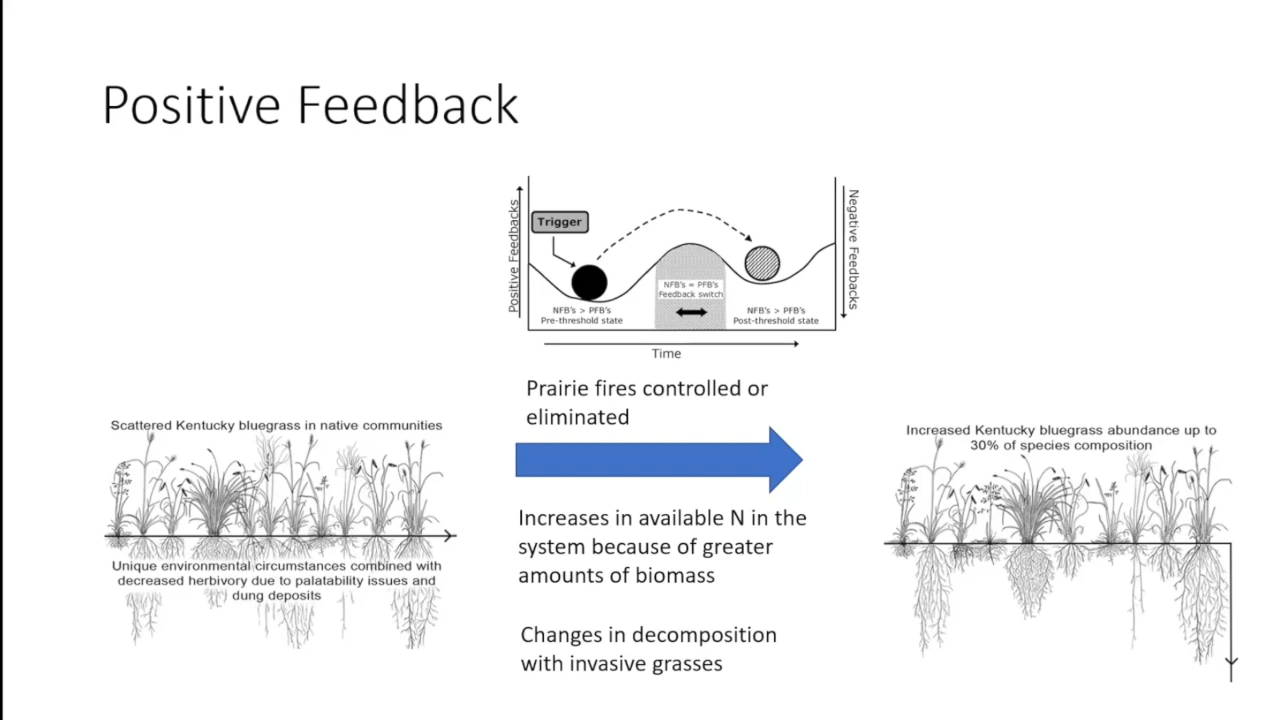 Positive Feedback
Positive Feedbacks
Trigger
NFB's > PFB's
Pre-threshold state
NFB's = PFB's
Feedback switch
NFB's > PFB's
Post-threshold state
Negative Feedbacks
Time
Prairie fires controlled or
eliminated
Scattered Kentucky bluegrass in native communities
Unique environmental circumstances combined with
decreased herbivory due to palatability issues and
dung deposits
Increases in available N in the
system because of greater
amounts of biomass
Changes in decomposition
with invasive grasses
Increased Kentucky bluegrass abundance up to
30% of species composition